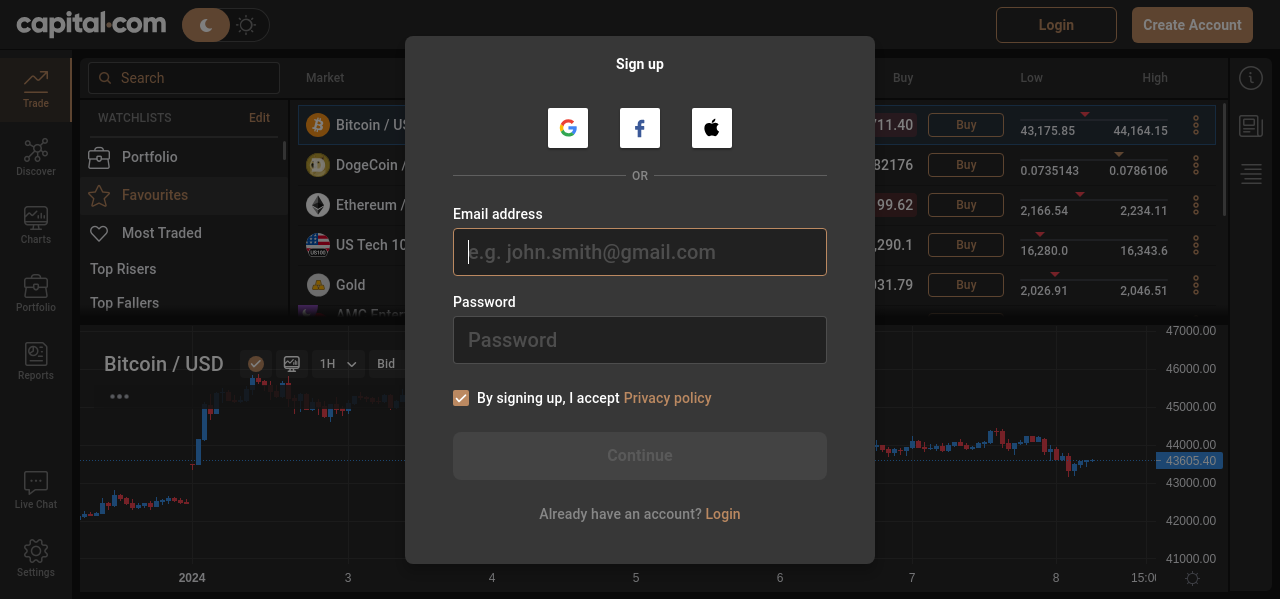 capital.com
Login
Create Account
Trade
Discover
Charts
Portfolio
Reports
Live Chat
Settings
Search
WATCHLISTS Edit
Portfolio
Favourites
Most Traded
Top Risers
Top Fallers
Market Buy Low High
Bitcoin / US 711.40 Buy 43,175.85 44,164.15
DogeCoin / 82176 Buy 0.0735143 0.0786106
Ethereum / 99.62 Buy 2,166.54 2,234.11
US100
US Tech 10 ,290.1 Buy 16,280.0 16,343.6
Gold 031.79 Buy 2,026.91 2,046.51
Sign up
OR
Email address
e.g. john.smith@gmail.com
Password
Password
By signing up, I accept Privacy policy
Continue
Already have an account? Login
Bitcoin / USD 1H Bid
47000.00
46000.00
45000.00
44000.00
43605.40
43000.00
42000.00
41000.00
2024 3 4 5 6 7 8 15:0